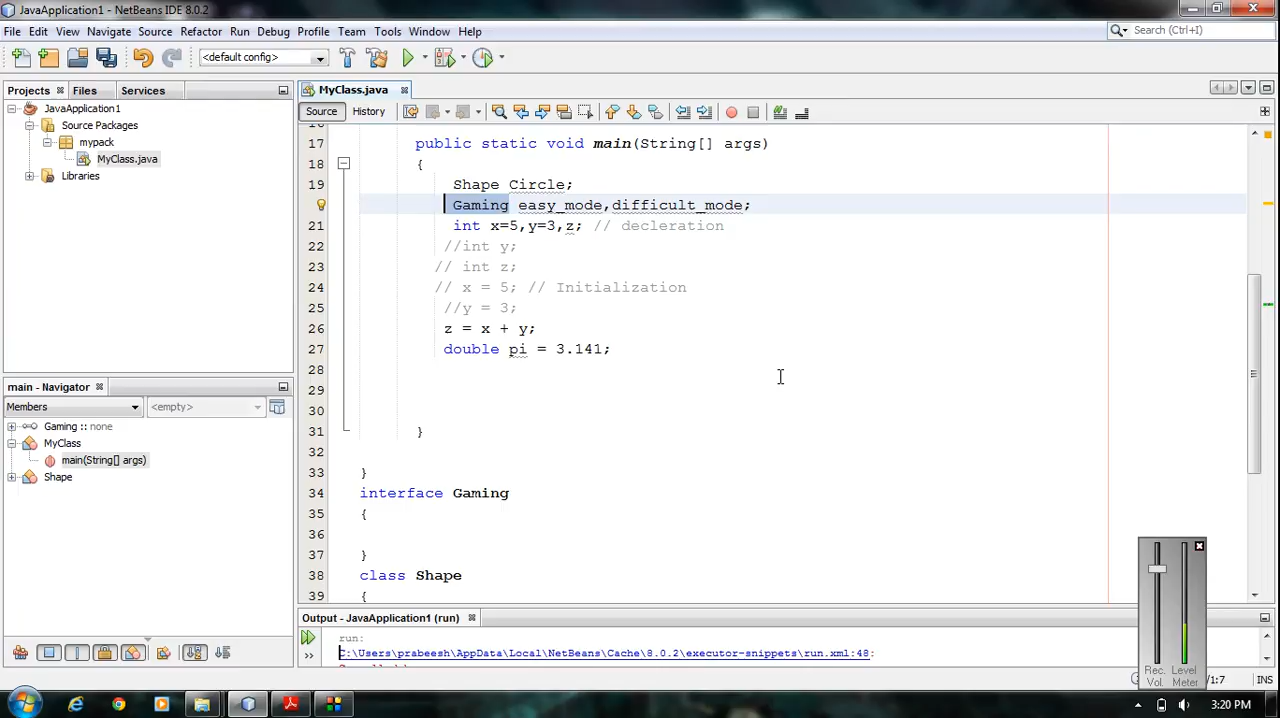 JavaApplication1 - NetBeans IDE 8.0.2
File Edit View Navigate Source Refactor Run Debug Profile Team Tools Window Help
Search (Ctrl+I)
<default config>
Projects Files Services
MyClass.java
JavaApplication1
Source Packages
mypack
MyClass.java
Libraries
Source History
17 public static void main(String[] args)
18 {
19 Shape Circle;
Gaming easy_mode,difficult_mode;
21 int x=5,y=3,z; // decleration
22 //int y;
23 // int z;
24 // x = 5; // Initialization
25 //y = 3;
26 z = x + y;
27 double pi = 3.141;
28
29
30
31 }
32
33 }
34 interface Gaming
35 {
36
37 }
38 class Shape
39 {
main - Navigator
Members <empty>
Gaming :: none
MyClass
main(String[] args)
Shape
Output - JavaApplication1 (run)
run:
C:\Users\prabeesh\AppData\Local\NetBeans\Cache\8.0.2\executor-snippets\run.xml:48:
1:7 INS
Rec. Vol.
Level Meter
3:20 PM